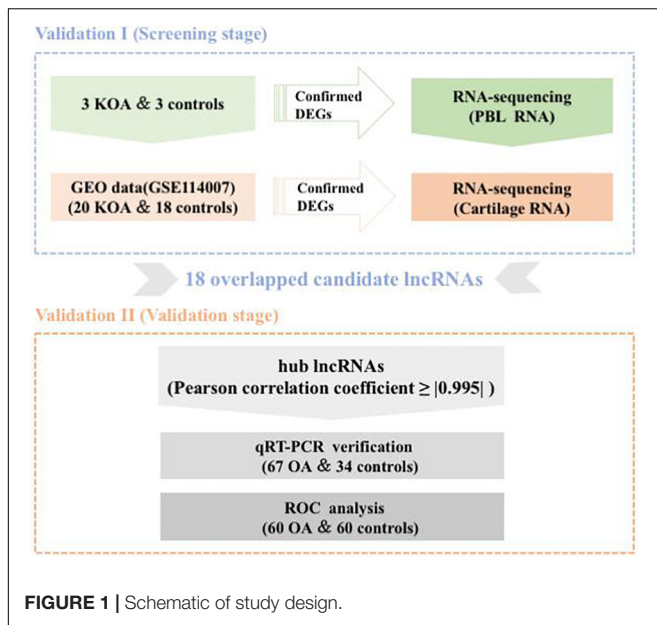 Validation I (Screening stage)
3 KOA & 3 controls
Confirmed
DEGs
RNA-sequencing
(PBL RNA)
GEO data(GSE114007)
(20 KOA & 18 controls)
Confirmed
DEGs
RNA-sequencing
(Cartilage RNA)
18 overlapped candidate lncRNAs
Validation II (Validation stage)
hub lncRNAs
(Pearson correlation coefficient ≥ |0.995| )
qRT-PCR verification
(67 OA & 34 controls)
ROC analysis
(60 OA & 60 controls)
FIGURE 1 | Schematic of study design.